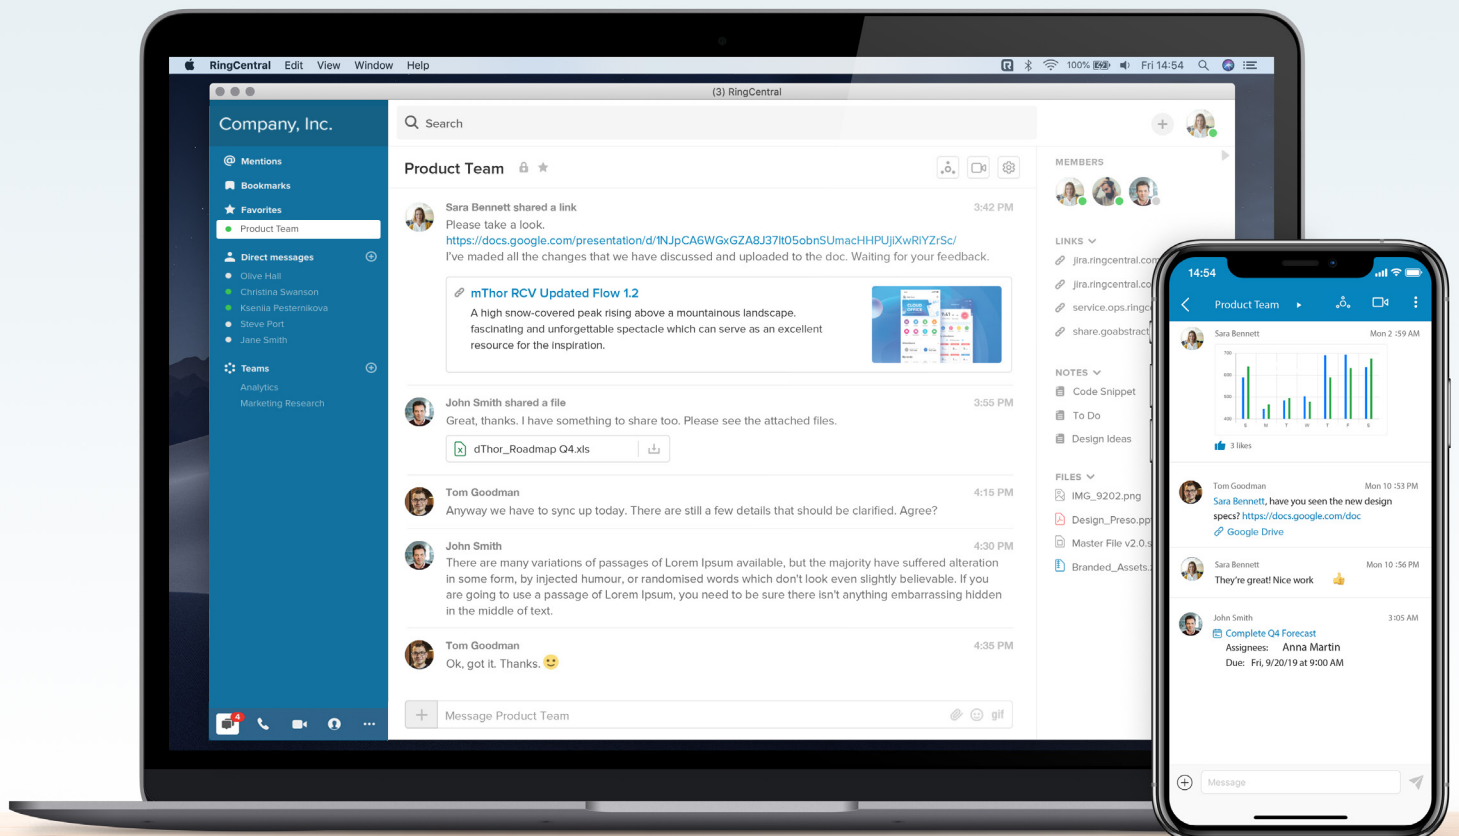 RingCentral Edit View Window Help
100% Fri 14:54
(3) RingCentral
Company, Inc.
Mentions
Bookmarks
Favorites
Product Team
Direct messages
Olive Hall
Christina Swanson
Kseniia Pesternikova
Steve Port
Jane Smith
Teams
Analytics
Marketing Research
4
Search
Product Team
Sara Bennett shared a link 3:42 PM
Please take a look.
https://docs.google.com/presentation/d/1NJpCA6WGxGZA8J37lt05obnSUmacHHPUjiXwRiYZrSc/
I've maded all the changes that we have discussed and uploaded to the doc. Waiting for your feedback.
mThor RCV Updated Flow 1.2
A high snow-covered peak rising above a mountainous landscape.
fascinating and unforgettable spectacle which can serve as an excellent
resource for the inspiration.
CLOUD
OFFICE
John Smith shared a file 3:55 PM
Great, thanks. I have something to share too. Please see the attached files.
dThor_Roadmap Q4.xls
Tom Goodman 4:15 PM
Anyway we have to sync up today. There are still a few details that should be clarified. Agree?
John Smith 4:30 PM
There are many variations of passages of Lorem Ipsum available, but the majority have suffered alteration
in some form, by injected humour, or randomised words which don't look even slightly believable. If you
are going to use a passage of Lorem Ipsum, you need to be sure there isn't anything embarrassing hidden
in the middle of text.
Tom Goodman 4:35 PM
Ok, got it. Thanks.
Message Product Team gif
MEMBERS
LINKS
jira.ringcentral.com
jira.ringcentral.co
service.ops.ringc
share.goabstract
NOTES
Code Snippet
To Do
Design Ideas
FILES
IMG_9202.png
Design_Preso.pp
Master File v2.0.s
Branded_Assets.
14:54
Product Team
Sara Bennett Mon 2 :59 AM
700
600
500
400
S M T W T F S
3 likes
Tom Goodman Mon 10 :53 PM
Sara Bennett, have you seen the new design
specs? https://docs.google.com/doc
Google Drive
Sara Bennett Mon 10 :56 PM
They're great! Nice work
John Smith 3:05 AM
Complete Q4 Forecast
Assignees: Anna Martin
Due: Fri, 9/20/19 at 9:00 AM
Message